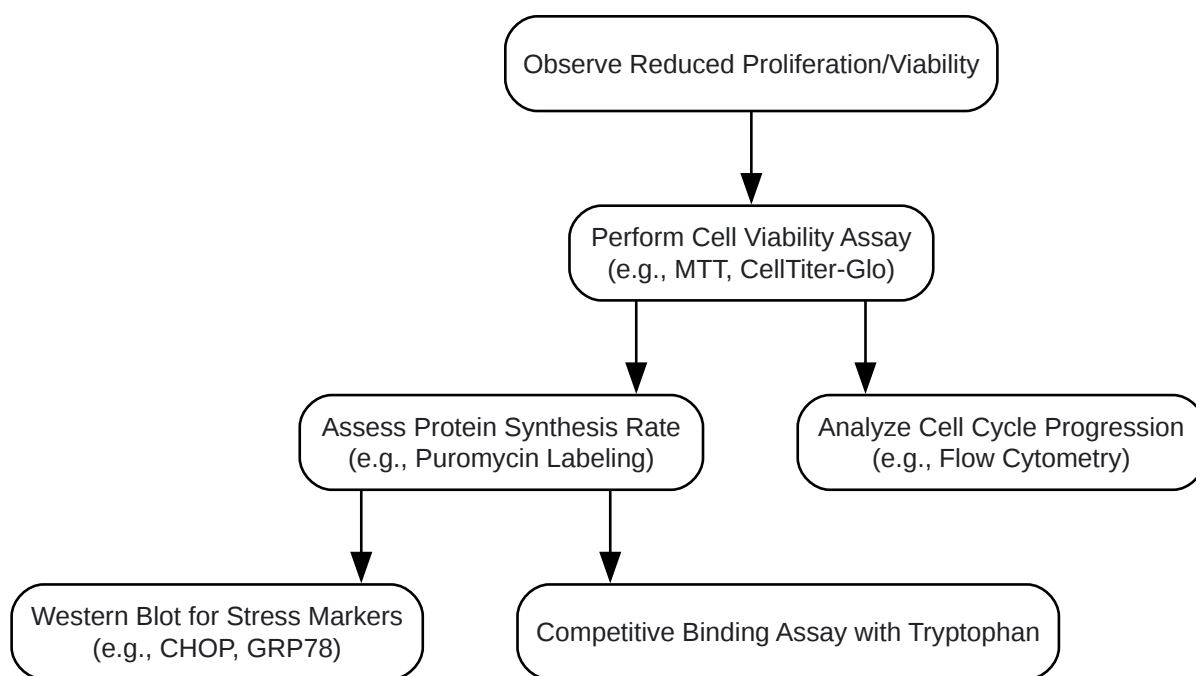 Observe Reduced Proliferation/Viability
Perform Cell Viability Assay
(e.g., MTT, CellTiter-Glo)
Assess Protein Synthesis Rate
(e.g., Puromycin Labeling)
Analyze Cell Cycle Progression
(e.g., Flow Cytometry)
Western Blot for Stress Markers
(e.g., CHOP, GRP78)
Competitive Binding Assay with Tryptophan